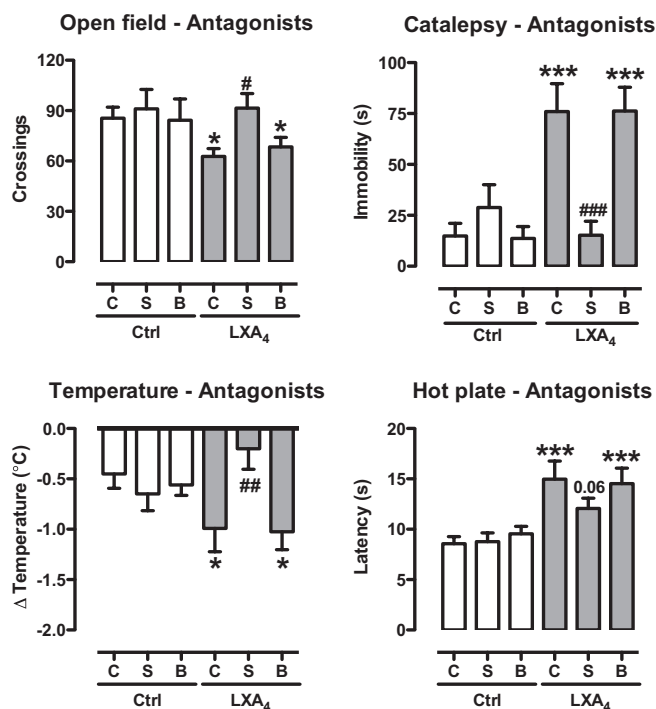 Open field - Antagonists
Crossings
120
90
60
30
0
*
#
*
C S B C S B
Ctrl LXA₄
Catalepsy - Antagonists
Immobility (s)
100
75
50
25
0
***
###
***
C S B C S B
Ctrl LXA₄
Temperature - Antagonists
Δ Temperature (°C)
0.0
-0.5
-1.0
-1.5
-2.0
*
##
*
C S B C S B
Ctrl LXA₄
Hot plate - Antagonists
Latency (s)
20
15
10
5
0
***
0.06
***
C S B C S B
Ctrl LXA₄